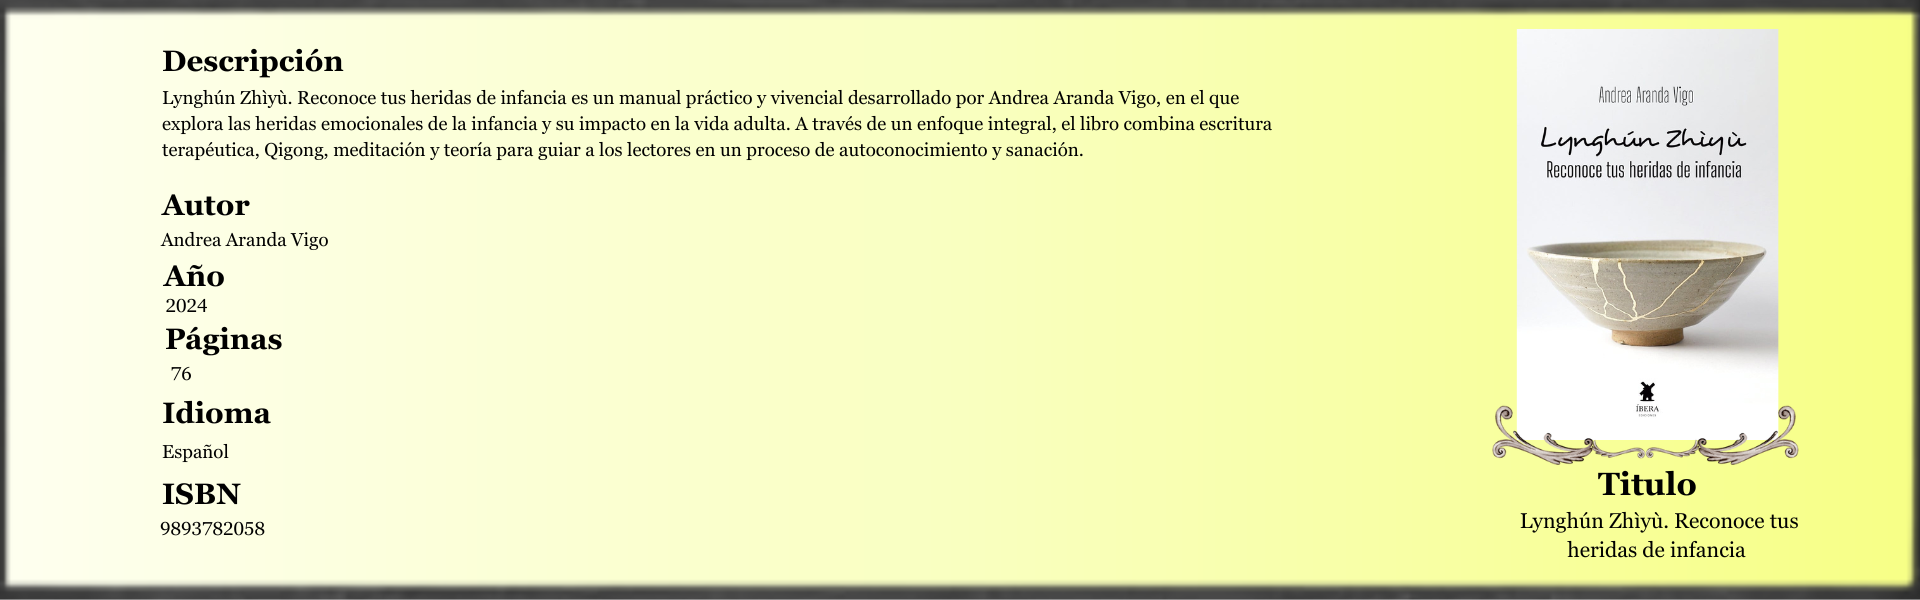 Descripción
Lynghún Zhìyù. Reconoce tus heridas de infancia es un manual práctico y vivencial desarrollado por Andrea Aranda Vigo, en el que
explora las heridas emocionales de la infancia y su impacto en la vida adulta. A través de un enfoque integral, el libro combina escritura
terapéutica, Qigong, meditación y teoría para guiar a los lectores en un proceso de autoconocimiento y sanación.
Autor
Andrea Aranda Vigo
Año
2024
Páginas
76
Idioma
Español
ISBN
9893782058
Andrea Aranda Vigo
Lynghún Zhìyù
Reconoce tus heridas de infancia
ÍBERA
EDICIONES
Titulo
Lynghún Zhìyù. Reconoce tus
heridas de infancia